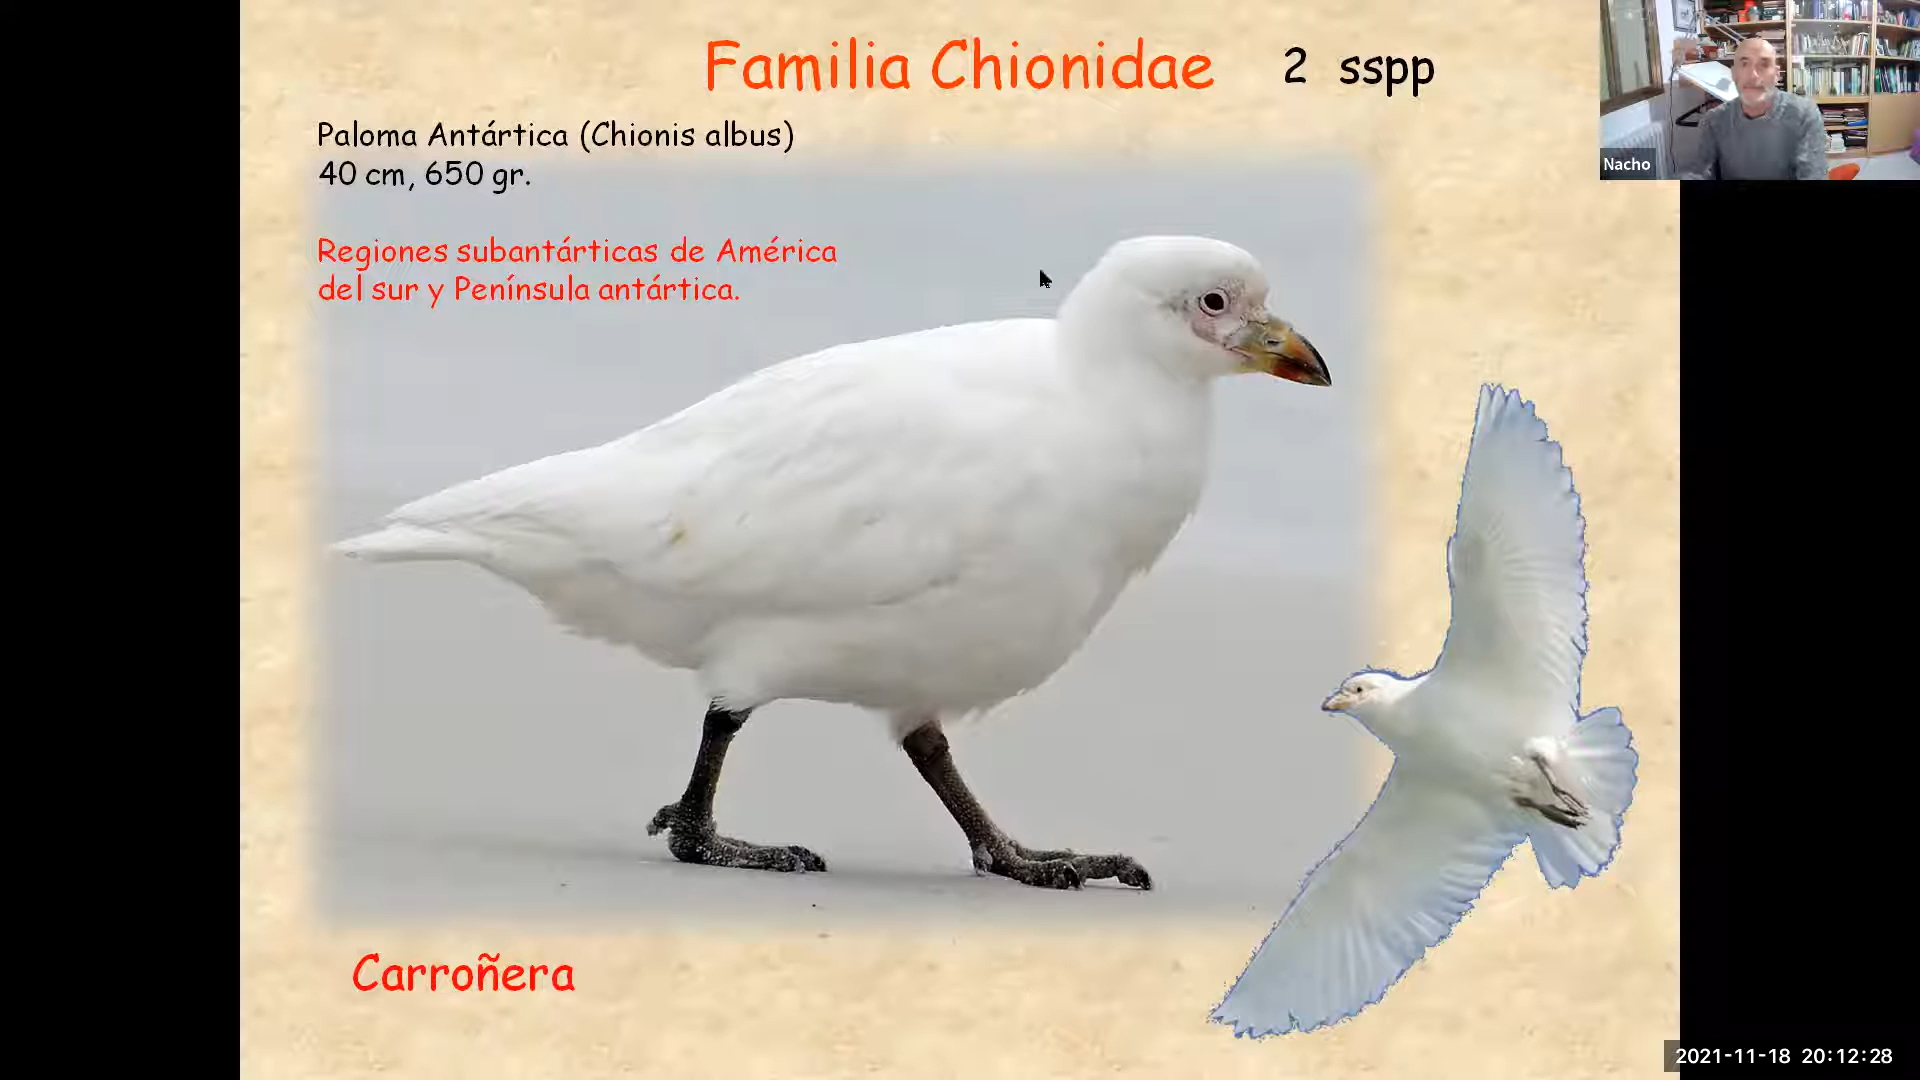 Familia Chionidae 2 sspp
Paloma Antártica (Chionis albus)
40 cm, 650 gr.
Regiones subantárticas de América
del sur y Península antártica.
Carroñera
Nacho
2021-11-18 20:12:28